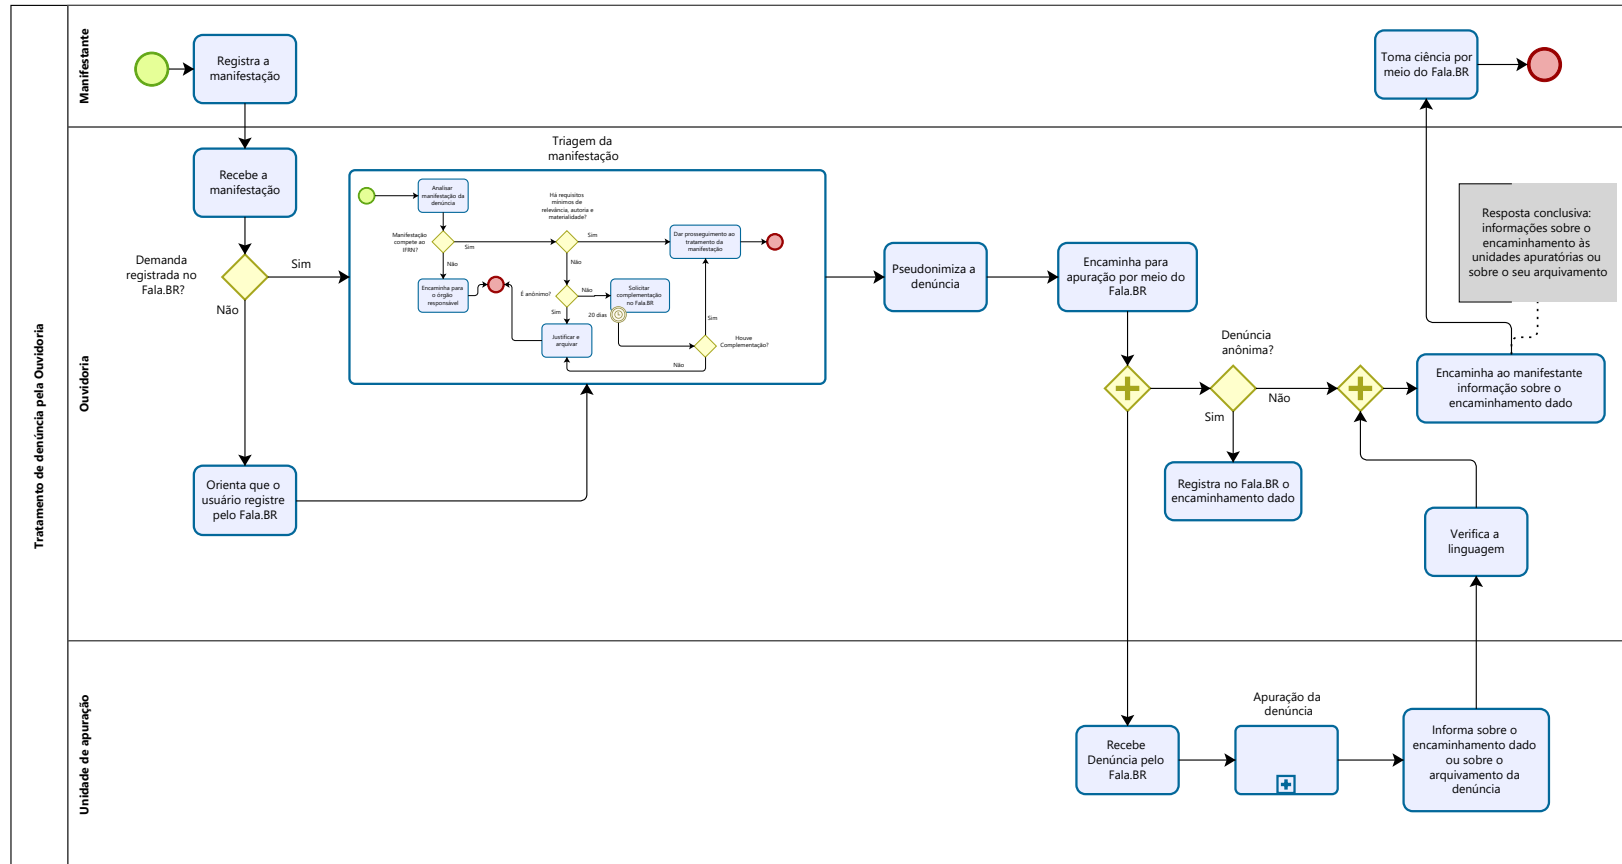 Tratamento de denúncia pela Ouvidoria
Manifestante
Registra a
manifestação
Toma ciência por
meio do Fala.BR
Ouvidoria
Recebe a
manifestação
Demanda
registrada no
Fala.BR?
Sim
Não
Orienta que o
usuário registre
pelo Fala.BR
Triagem da
manifestação
Analisar
manifestação da
denúncia
Manifestação
compete ao
IFRN?
Sim
Não
Encaminha para
o órgão
responsável
Há requisitos
mínimos de
relevância, autoria e
materialidade?
Sim
Não
É anônimo?
Não
Sim
Solicitar
complementação
no Fala.BR
20 dias
Justificar e
arquivar
Dar prosseguimento ao
tratamento da
manifestação
Sim
Houve
Complementação?
Não
Pseudonimiza a
denúncia
Encaminha para
apuração por meio do
Fala.BR
Denúncia
anônima?
Não
Sim
Registra no Fala.BR o
encaminhamento dado
Resposta conclusiva:
informações sobre o
encaminhamento às
unidades apuratórias ou
sobre o seu arquivamento
Encaminha ao manifestante
informação sobre o
encaminhamento dado
Verifica a
linguagem
Unidade de apuração
Recebe
Denúncia pelo
Fala.BR
Apuração da
denúncia
Informa sobre o
encaminhamento dado
ou sobre o
arquivamento da
denúncia